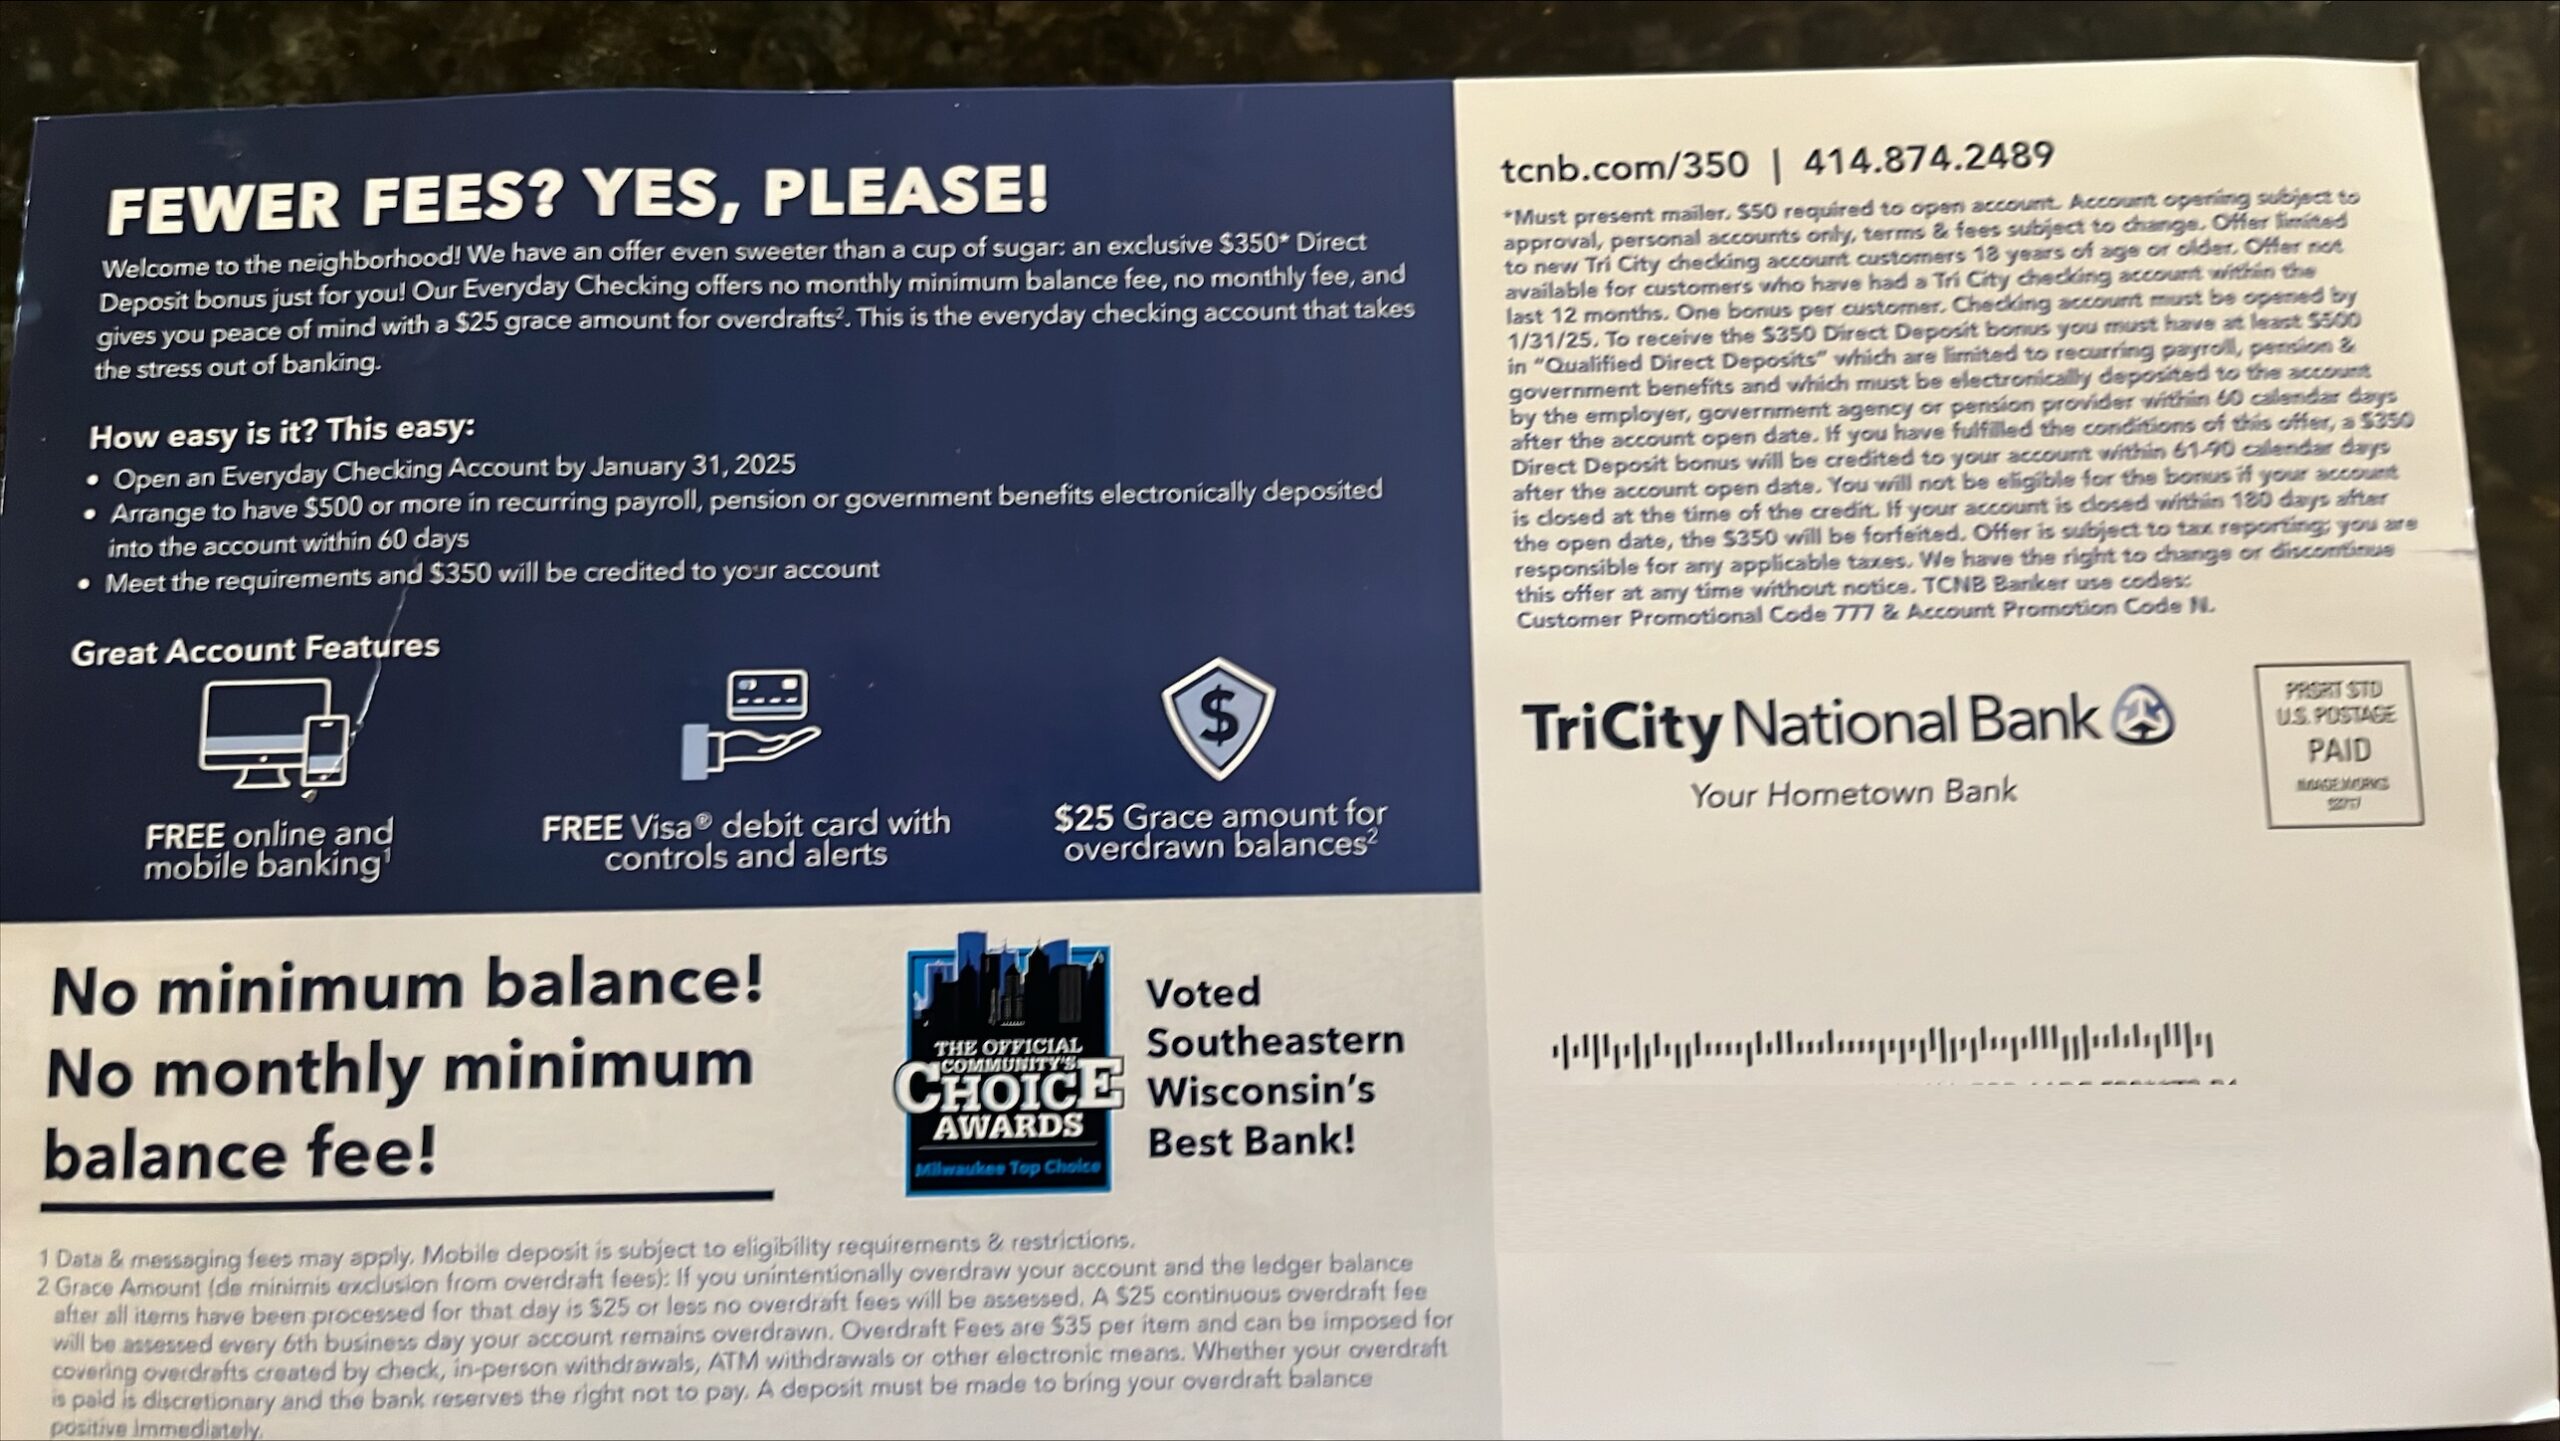 FEWER FEES? YES, PLEASE!
Welcome to the neighborhood! We have an offer even sweeter than a cup of sugar: an exclusive $350* Direct
Deposit bonus just for you! Our Everyday Checking offers no monthly minimum balance fee, no monthly fee, and
gives you peace of mind with a $25 grace amount for overdrafts². This is the everyday checking account that takes
the stress out of banking.
How easy is it? This easy:
• Open an Everyday Checking Account by January 31, 2025
• Arrange to have $500 or more in recurring payroll, pension or government benefits electronically deposited
into the account within 60 days
• Meet the requirements and $350 will be credited to your account
Great Account Features
FREE online and
mobile banking¹
FREE Visa® debit card with
controls and alerts
$25 Grace amount for
overdrawn balances²
No minimum balance!
No monthly minimum
balance fee!
THE OFFICIAL
COMMUNITY'S
CHOICE
AWARDS
Milwaukee Top Choice
Voted
Southeastern
Wisconsin's
Best Bank!
1 Data & messaging fees may apply. Mobile deposit is subject to eligibility requirements & restrictions.
2 Grace Amount (de minimis exclusion from overdraft fees): If you unintentionally overdraw your account and the ledger balance
after all items have been processed for that day is $25 or less no overdraft fees will be assessed. A $25 continuous overdraft fee
will be assessed every 6th business day your account remains overdrawn. Overdraft Fees are $35 per item and can be imposed for
covering overdrafts created by check, in-person withdrawals, ATM withdrawals or other electronic means. Whether your overdraft
is paid is discretionary and the bank reserves the right not to pay. A deposit must be made to bring your overdraft balance
positive immediately.
tcnb.com/350 | 414.874.2489
*Must present mailer. $50 required to open account. Account opening subject to
approval, personal accounts only, terms & fees subject to change. Offer limited
to new Tri City checking account customers 18 years of age or older. Offer not
available for customers who have had a Tri City checking account within the
last 12 months. One bonus per customer. Checking account must be opened by
1/31/25. To receive the $350 Direct Deposit bonus you must have at least $500
in "Qualified Direct Deposits" which are limited to recurring payroll, pension &
government benefits and which must be electronically deposited to the account
by the employer, government agency or pension provider within 60 calendar days
after the account open date. If you have fulfilled the conditions of this offer, a $350
Direct Deposit bonus will be credited to your account within 61-90 calendar days
after the account open date. You will not be eligible for the bonus if your account
is closed at the time of the credit. If your account is closed within 180 days after
the open date, the $350 will be forfeited. Offer is subject to tax reporting; you are
responsible for any applicable taxes. We have the right to change or discontinue
this offer at any time without notice. TCNB Banker use codes:
Customer Promotional Code 777 & Account Promotion Code N.
TriCity National Bank
Your Hometown Bank
PRSRT STD
U.S. POSTAGE
PAID
IMAGEWORKS